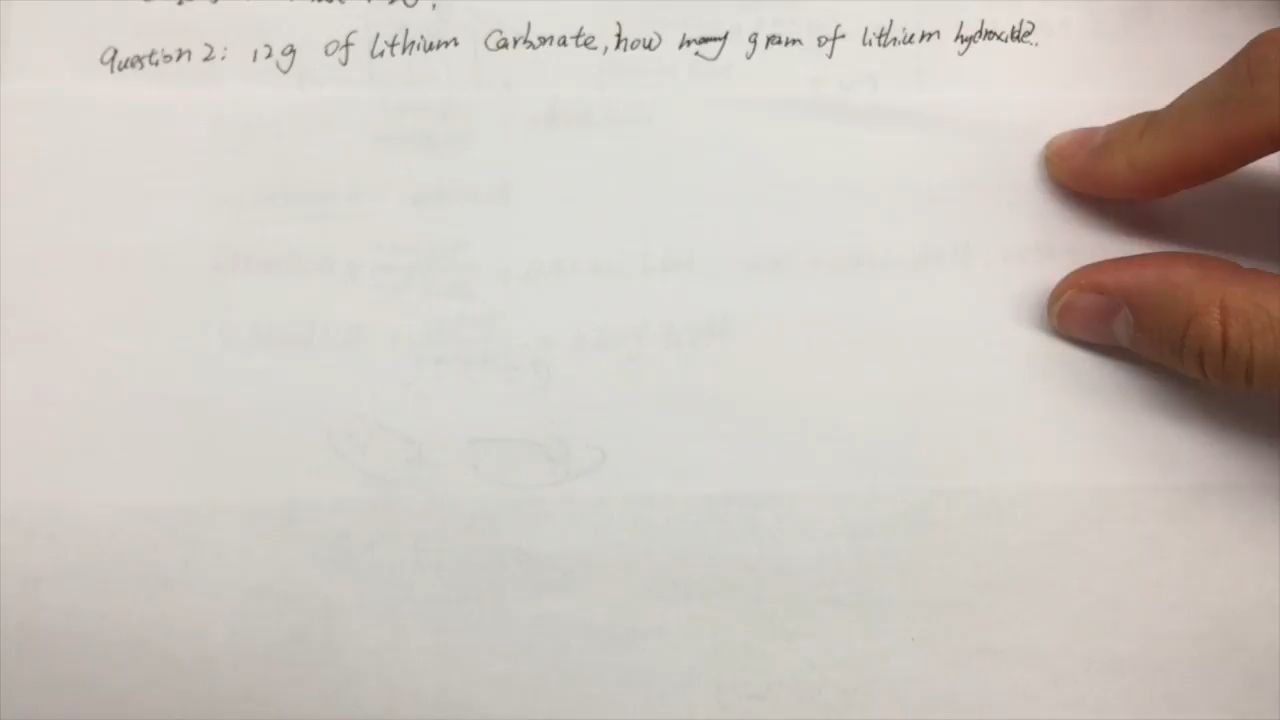 Question 2: 12g of Lithium Carbonate, how many gram of lithium hydroxide?